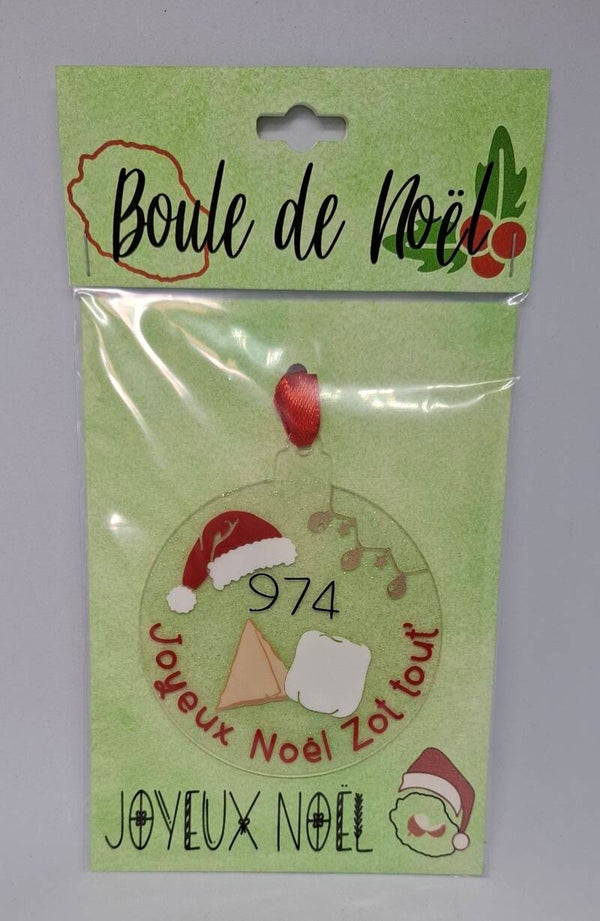 Boule de Noël
974
Joyeux Noël Zot tout'
JOYEUX NOËL